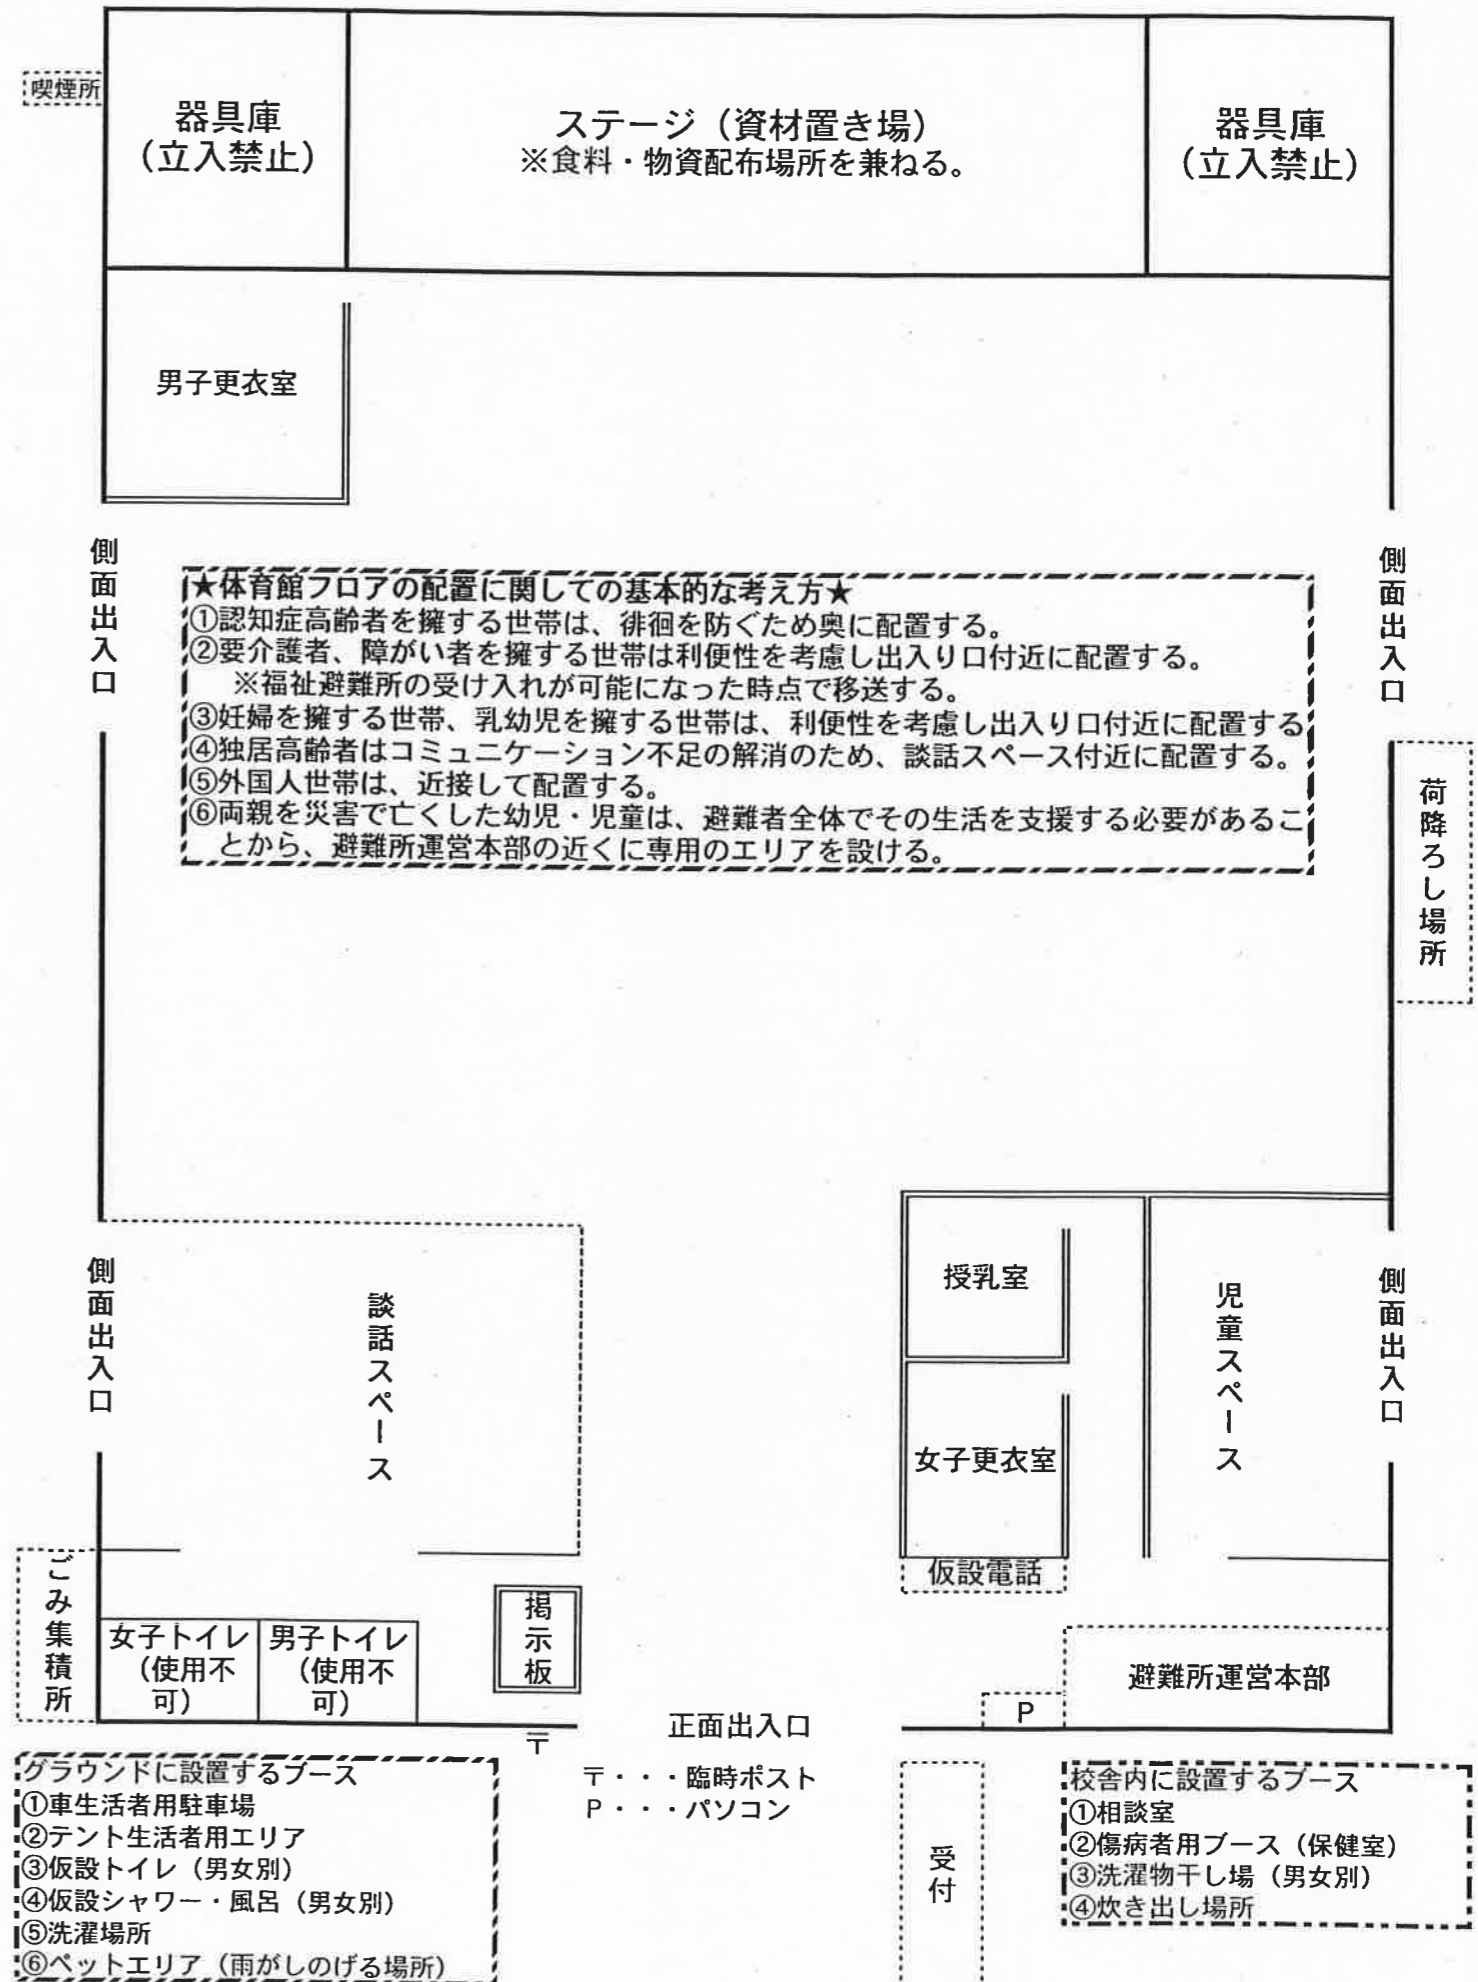 喫煙所
器具庫
（立入禁止）
ステージ（資材置き場）
※食料・物資配布場所を兼ねる。
器具庫
（立入禁止）
男子更衣室
側面出入口
側面出入口
★体育館フロアの配置に関しての基本的な考え方★
①認知症高齢者を擁する世帯は、徘徊を防ぐため奥に配置する。
②要介護者、障がい者を擁する世帯は利便性を考慮し出入り口付近に配置する。
※福祉避難所の受け入れが可能になった時点で移送する。
③妊婦を擁する世帯、乳幼児を擁する世帯は、利便性を考慮し出入り口付近に配置する
④独居高齢者はコミュニケーション不足の解消のため、談話スペース付近に配置する。
⑤外国人世帯は、近接して配置する。
⑥両親を災害で亡くした幼児・児童は、避難者全体でその生活を支援する必要があるこ
とから、避難所運営本部の近くに専用のエリアを設ける。
荷降ろし場所
側面出入口
談話スペース
授乳室
児童スペース
側面出入口
女子更衣室
仮設電話
ごみ集積所
女子トイレ
（使用不
可）
男子トイレ
（使用不
可）
掲示板
避難所運営本部
P
正面出入口
〒
〒・・・臨時ポスト
P・・・パソコン
受付
グラウンドに設置するブース
①車生活者用駐車場
②テント生活者用エリア
③仮設トイレ（男女別）
④仮設シャワー・風呂（男女別）
⑤洗濯場所
⑥ペットエリア（雨がしのげる場所）
校舎内に設置するブース
①相談室
②傷病者用ブース（保健室）
③洗濯物干し場（男女別）
④炊き出し場所